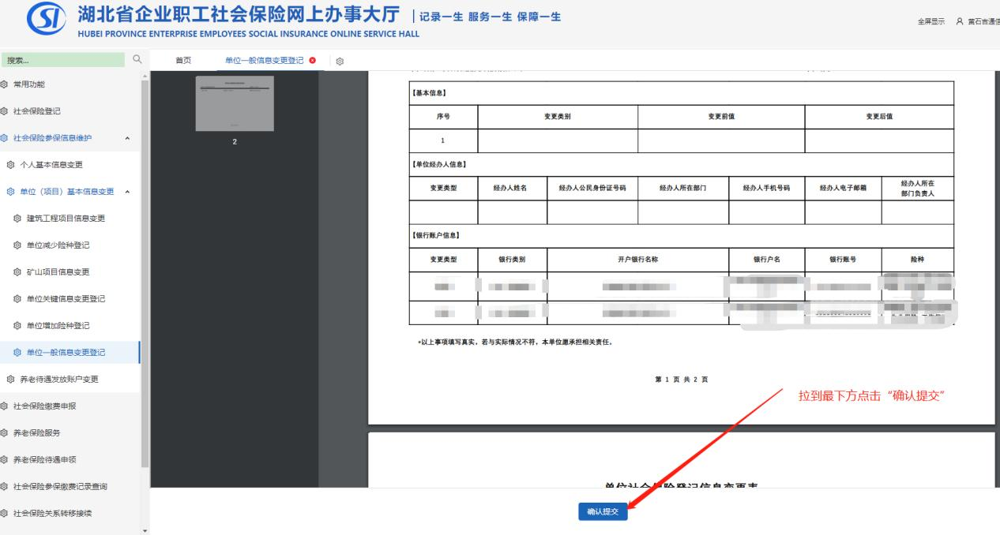 湖北省企业职工社会保险网上办事大厅 | 记录一生 服务一生 保障一生
HUBEI PROVINCE ENTERPRISE EMPLOYEES SOCIAL INSURANCE ONLINE SERVICE HALL
全屏显示
搜索...
首页 单位一般信息变更登记
常用功能
社会保险登记
社会保险参保信息维护
个人基本信息变更
单位（项目）基本信息变更
建筑工程项目信息变更
单位减少险种登记
矿山项目信息变更
单位关键信息变更登记
单位增加险种登记
单位一般信息变更登记
养老待遇发放账户变更
社会保险缴费申报
养老保险服务
养老保险待遇申领
社会保险参保缴费记录查询
社会保险关系转移接续
2
【基本信息】
序号 变更类别 变更前值 变更后值
1
【单位经办人信息】
变更类型 经办人姓名 经办人公民身份证号码 经办人所在部门 经办人手机号码 经办人电子邮箱 经办人所在
部门负责人
【银行账户信息】
变更类型 银行类别 开户银行名称 银行户名 银行账号 险种
*以上事项填写真实，若与实际情况不符，本单位愿承担相关责任。
第 1 页 共 2 页
拉到最下方点击“确认提交”
单位社会保险登记信息变更表
确认提交